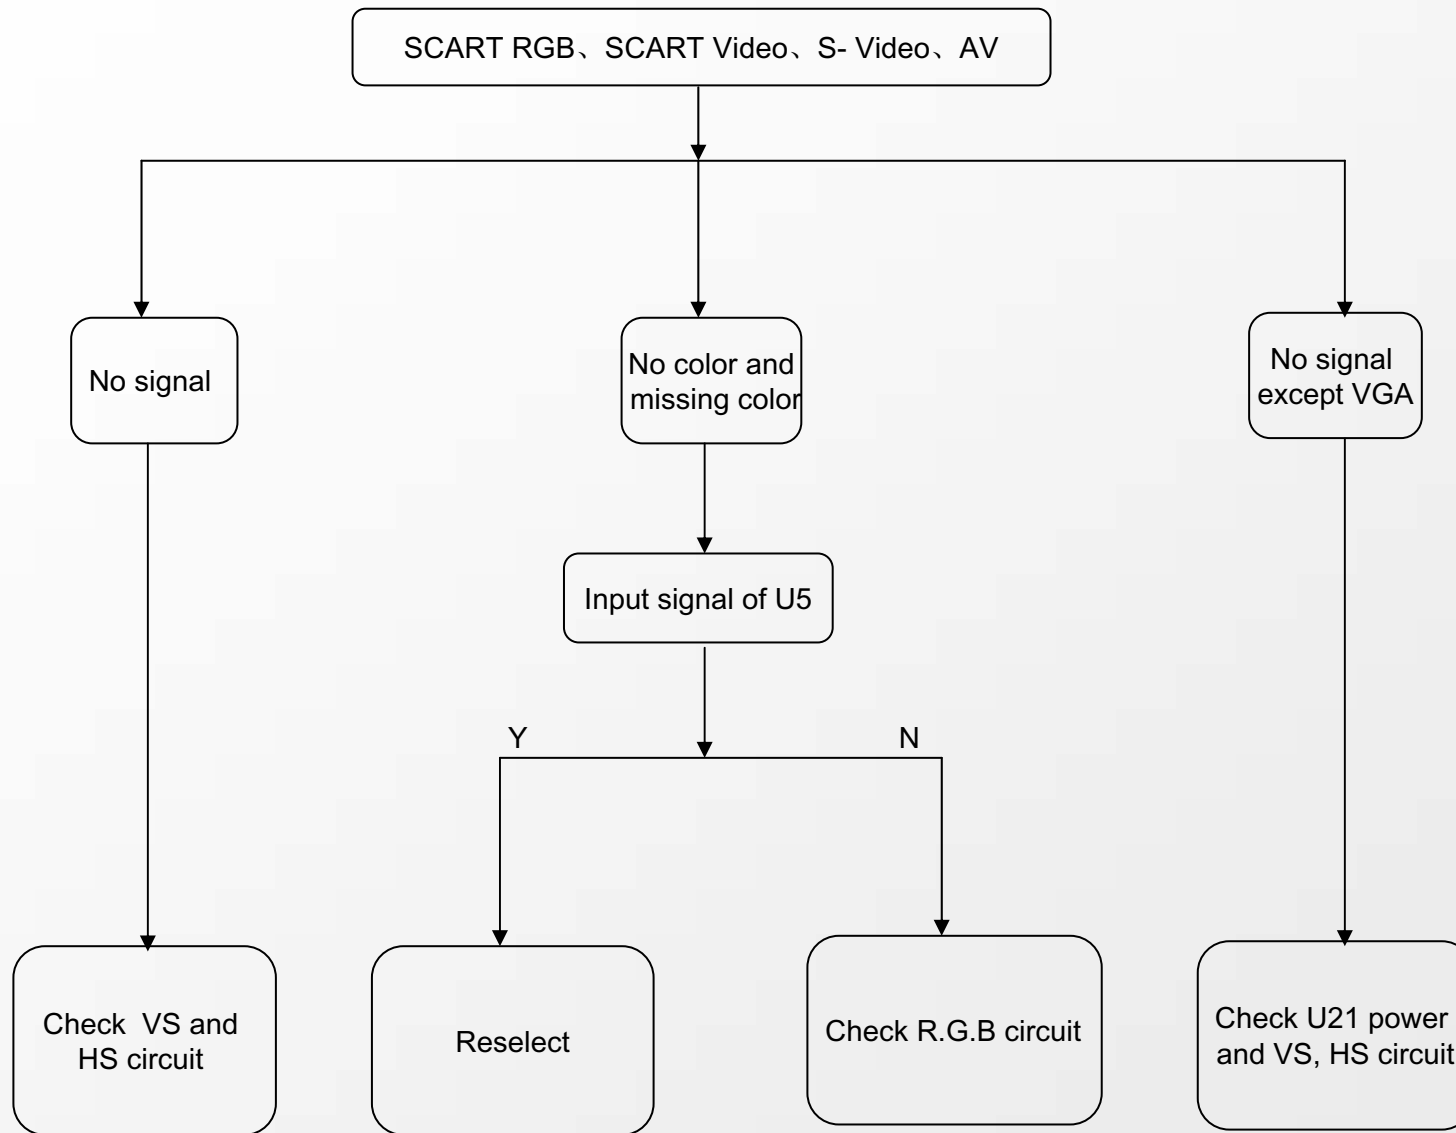 SCART RGB、SCART Video、S- Video、AV
No signal
No color and
missing color
No signal
except VGA
Input signal of U5
Y
N
Check VS and
HS circuit
Reselect
Check R.G.B circuit
Check U21 power
and VS, HS circuit